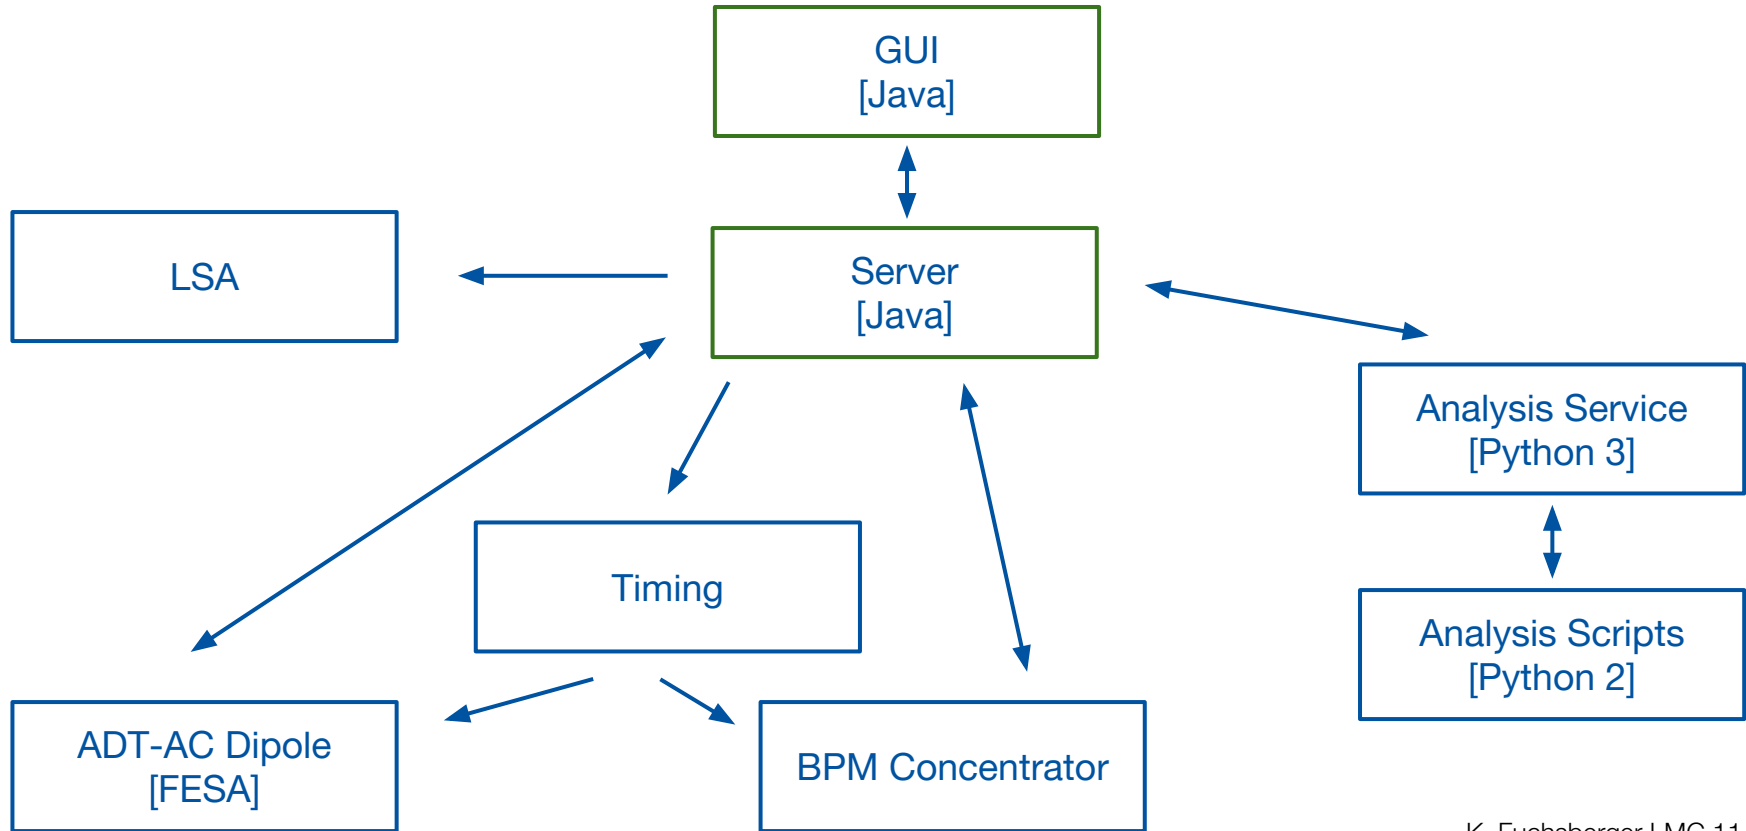 GUI
[Java]
LSA
Server
[Java]
Analysis Service
[Python 3]
Timing
Analysis Scripts
[Python 2]
ADT-AC Dipole
[FESA]
BPM Concentrator